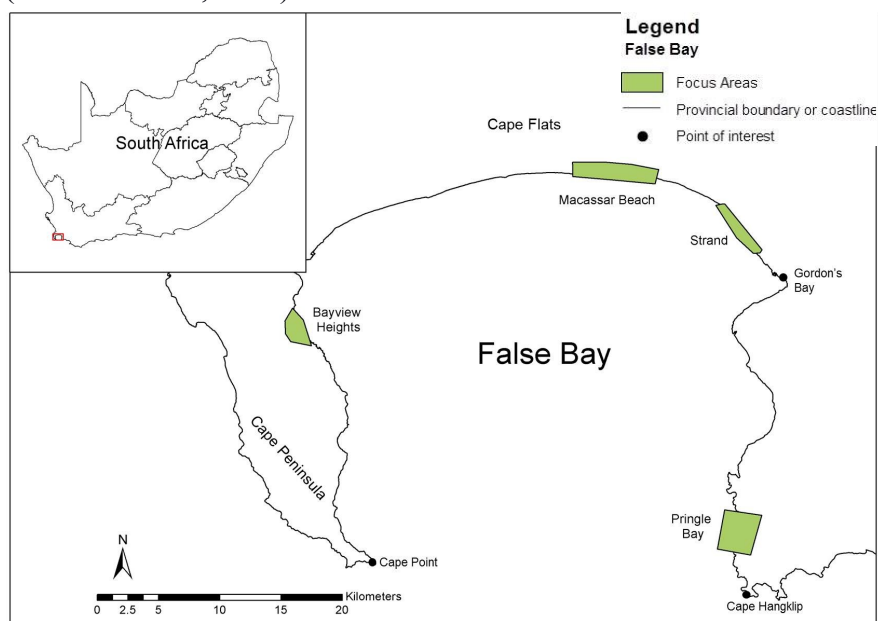 South Africa
Legend
False Bay
Focus Areas
Provincial boundary or coastline
Point of interest
Cape Flats
Macassar Beach
Strand
Gordon's
Bay
Bayview
Heights
False Bay
Cape Peninsula
Pringle
Bay
N
Cape Point
Cape Hangklip
Kilometers
0 2.5 5 10 15 20